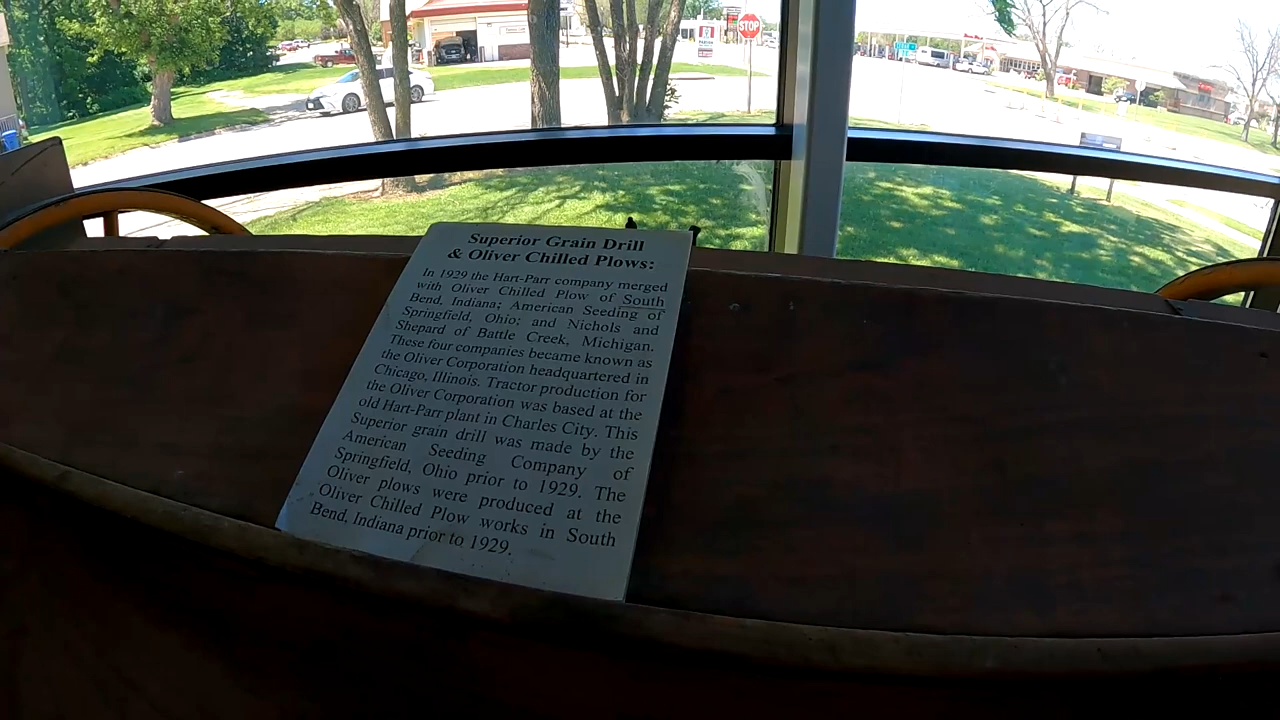 STOP
Superior Grain Drill
& Oliver Chilled Plows:
In 1929 the Hart-Parr company merged
with Oliver Chilled Plow of South
Bend, Indiana; American Seeding of
Springfield, Ohio; and Nichols and
Shepard of Battle Creek, Michigan.
These four companies became known as
the Oliver Corporation headquartered in
Chicago, Illinois. Tractor production for
the Oliver Corporation was based at the
old Hart-Parr plant in Charles City. This
Superior grain drill was made by the
American Seeding Company of
Springfield, Ohio prior to 1929. The
Oliver plows were produced at the
Oliver Chilled Plow works in South
Bend, Indiana prior to 1929.